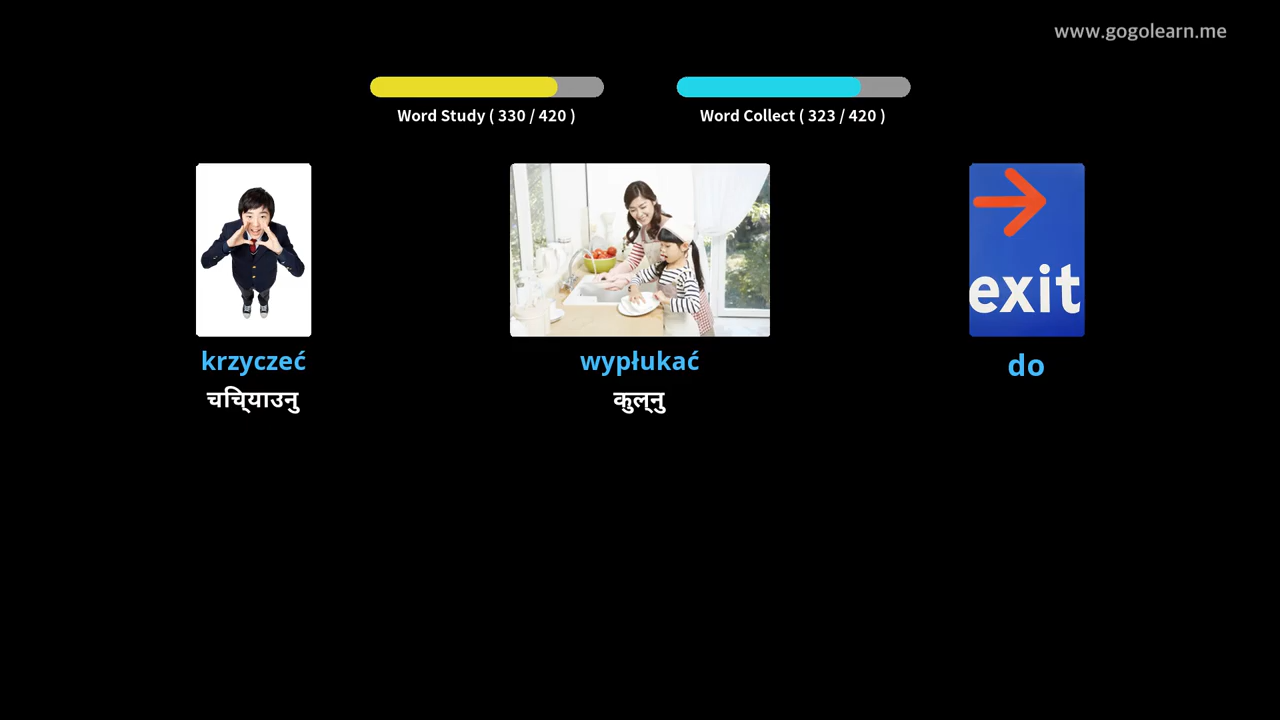 www.gogolearn.me
Word Study ( 330 / 420 )
Word Collect ( 323 / 420 )
exit
krzyczeć
wypłukać
do
चिच्याउनु
कुल्नु